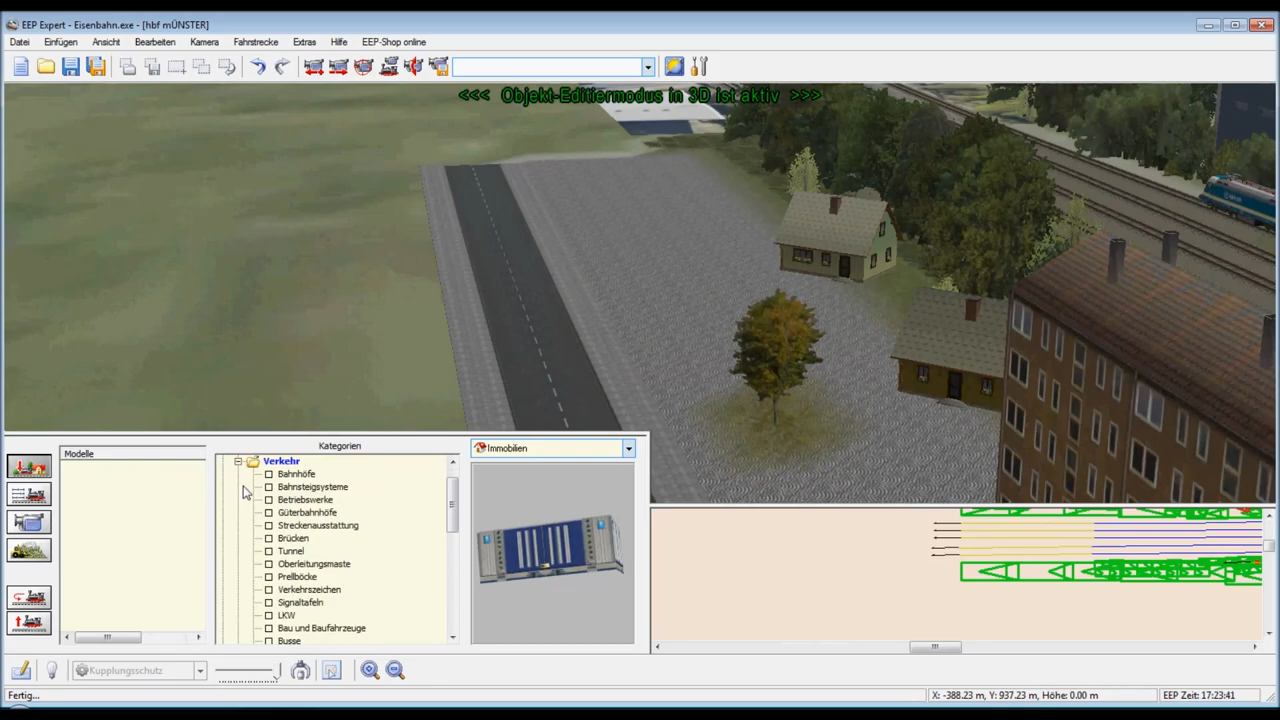 EEP Expert - Eisenbahn.exe - [hbf mÜNSTER]
Datei Einfügen Ansicht Bearbeiten Kamera Fahrstrecke Extras Hilfe EEP-Shop online
<<< Objekt-Editiermodus in 3D ist aktiv >>>
Modelle
Kategorien
Immobilien
Verkehr
Bahnhöfe
Bahnsteigsysteme
Betriebswerke
Güterbahnhöfe
Streckenausstattung
Brücken
Tunnel
Oberleitungsmaste
Prellböcke
Verkehrszeichen
Signaltafeln
LKW
Bau und Baufahrzeuge
Busse
Kupplungsschutz
Fertig...
X: -388.23 m, Y: 937.23 m, Höhe: 0.00 m
EEP Zeit: 17:23:41